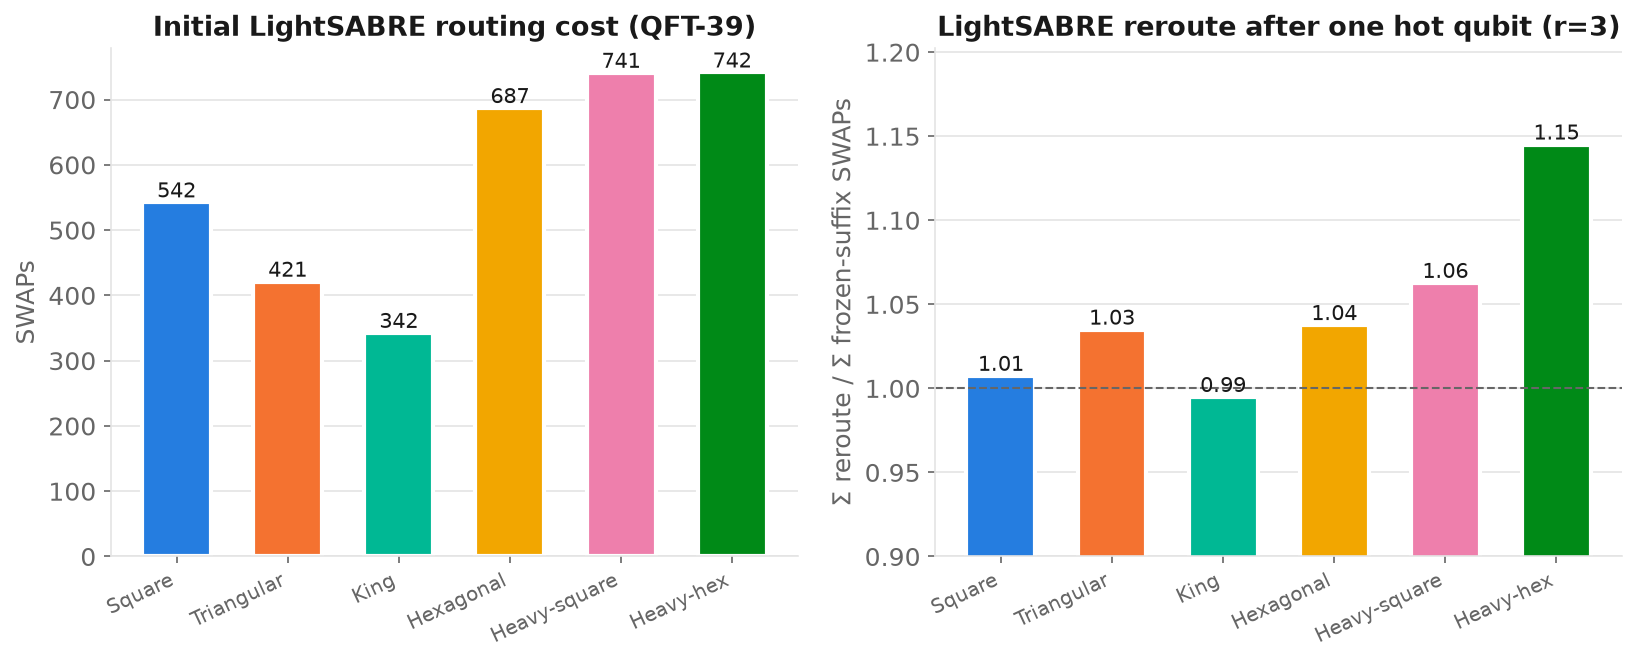 Initial LightSABRE routing cost (QFT-39)
SWAPs
700
600
500
400
300
200
100
0
542
421
342
687
741
742
Square
Triangular
King
Hexagonal
Heavy-square
Heavy-hex
LightSABRE reroute after one hot qubit (r=3)
Σ reroute / Σ frozen-suffix SWAPs
1.20
1.15
1.10
1.05
1.00
0.95
0.90
1.01
1.03
0.99
1.04
1.06
1.15
Square
Triangular
King
Hexagonal
Heavy-square
Heavy-hex